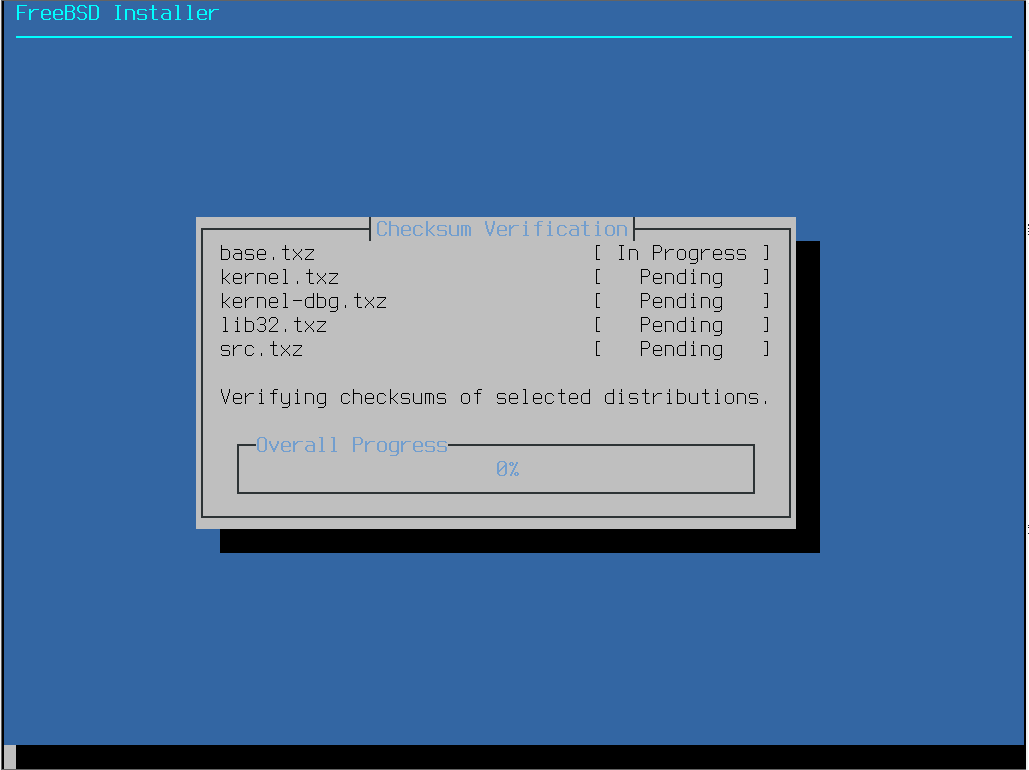 FreeBSD Installer
Checksum Verification
base.txz [ In Progress ]
kernel.txz [ Pending ]
kernel-dbg.txz [ Pending ]
lib32.txz [ Pending ]
src.txz [ Pending ]
Verifying checksums of selected distributions.
Overall Progress
0%